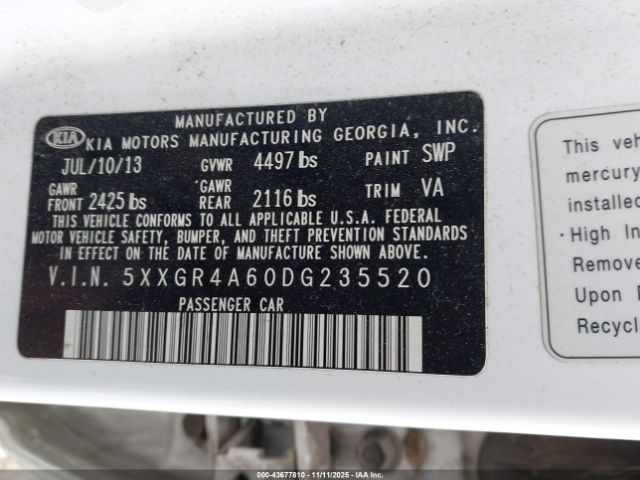 MANUFACTURED BY
KIA KIA MOTORS MANUFACTURING GEORGIA, INC.
JUL/10/13 GVWR 4497 lbs PAINT SWP
GAWR FRONT 2425 lbs GAWR REAR 2116 lbs TRIM VA
THIS VEHICLE CONFORMS TO ALL APPLICABLE U.S.A. FEDERAL
MOTOR VEHICLE SAFETY, BUMPER, AND THEFT PREVENTION STANDARDS
IN EFFECT ON THE DATE OF MANUFACTURE SHOWN ABOVE.
V.I.N. 5XXGR4A60DG235520
PASSENGER CAR
This veh
mercury
installed
·High In
Remove
Upon
Recycl
000-43677810 - 11/11/2025 - IAA Inc.